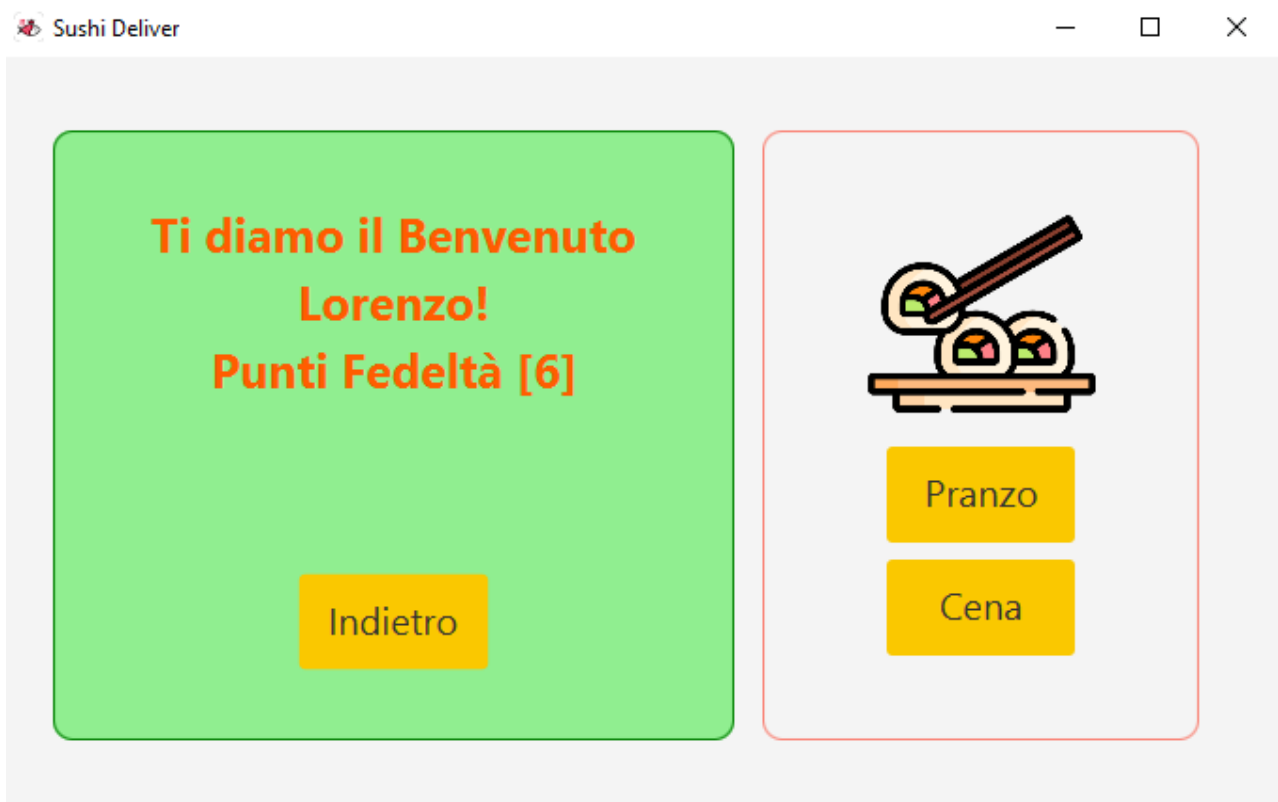 Sushi Deliver
Ti diamo il Benvenuto
Lorenzo!
Punti Fedeltà [6]
Indietro
Pranzo
Cena